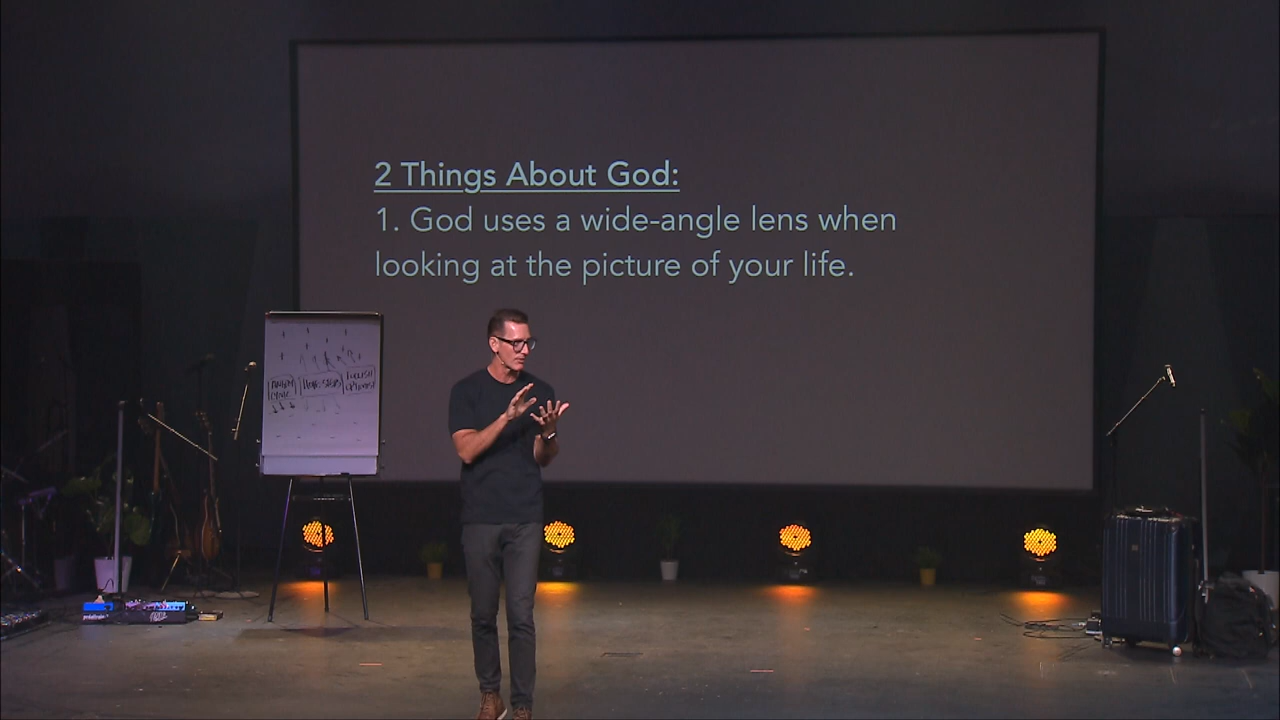 2 Things About God:
1. God uses a wide-angle lens when
looking at the picture of your life.